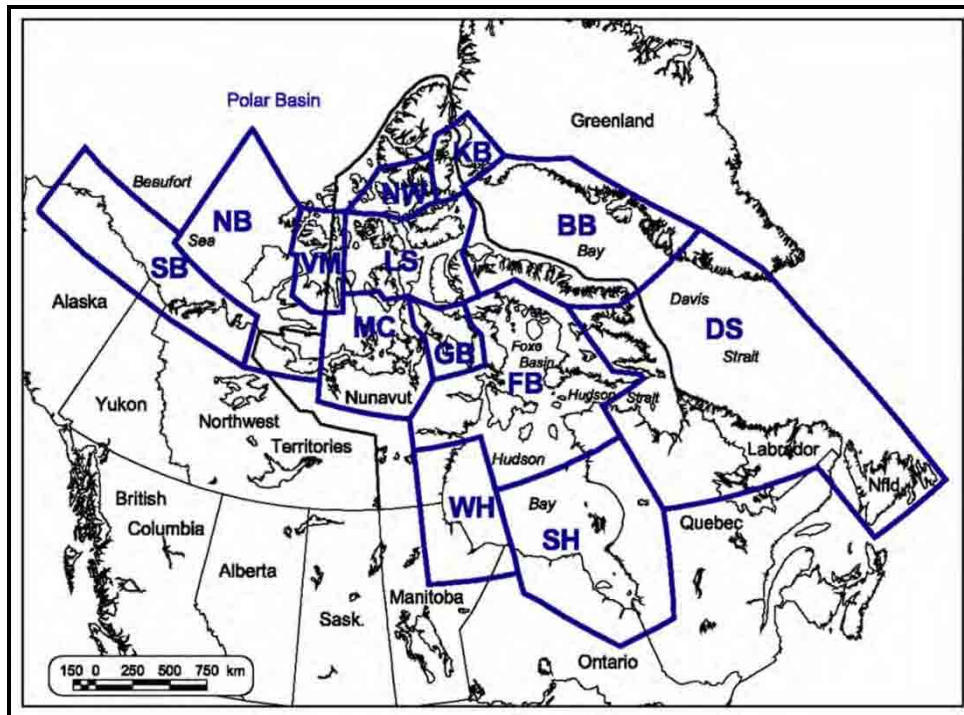 Polar Basin
Greenland
KB
Beaufort
NW
NB
Sea
BB
Bay
SB
VM
LS
Alaska
Davis
MC
DS
Foxe
Basin
GB
Strait
FB
Yukon
Nunavut
Hudson Strait
Northwest
Territories
Hudson
Labrador
Nfld.
British
Columbia
WH
Bay
Quebec
SH
Alberta
Manitoba
Sask.
Ontario
150 0 250 500 750 km